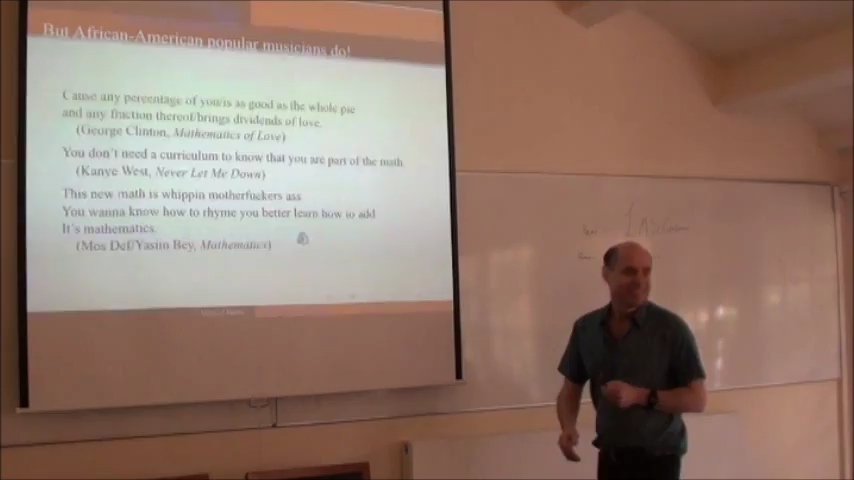 But African-American popular musicians do!
Cause any percentage of you/is as good as the whole pie
and any fraction thereof/brings dividends of love.
(George Clinton, Mathematics of Love)
You don't need a curriculum to know that you are part of the math
(Kanye West, Never Let Me Down)
This new math is whippin motherfuckers ass
You wanna know how to rhyme you better learn how to add
It's mathematics.
(Mos Def/Yasiin Bey, Mathematics)